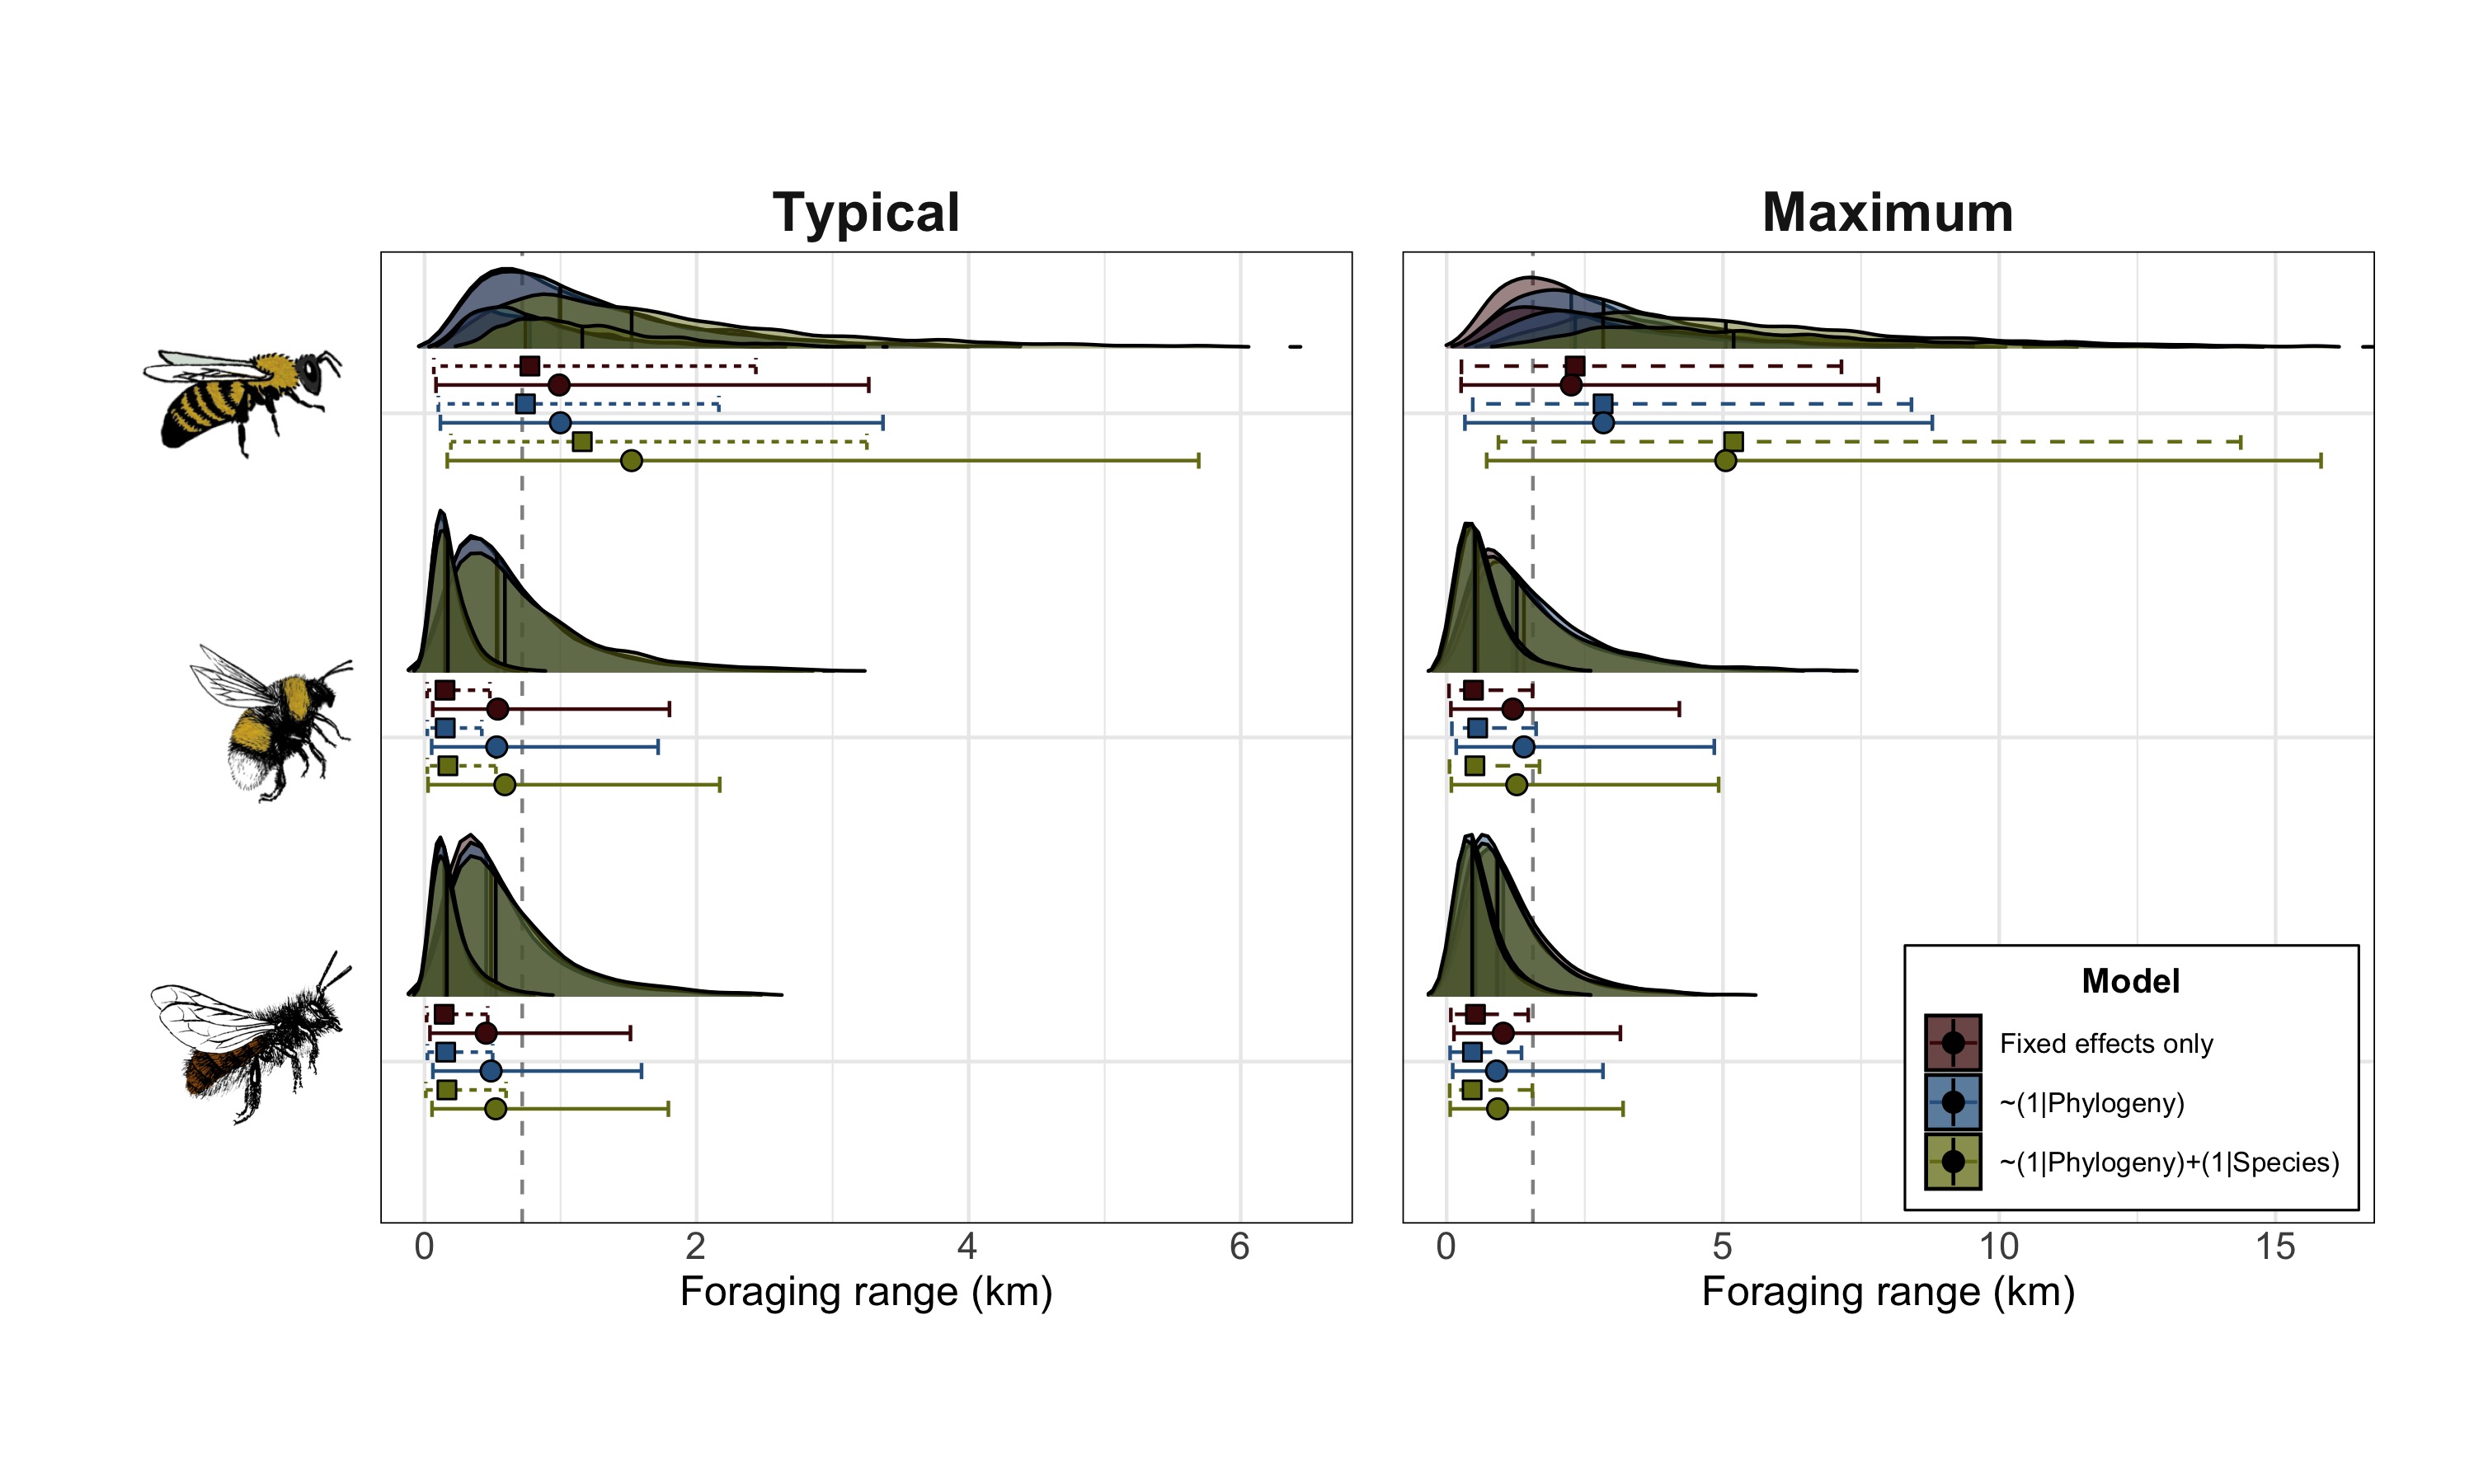 Typical
Maximum
Model
Fixed effects only
~(1|Phylogeny)
~(1|Phylogeny)+(1|Species)
0 2 4 6
0 5 10 15
Foraging range (km)
Foraging range (km)